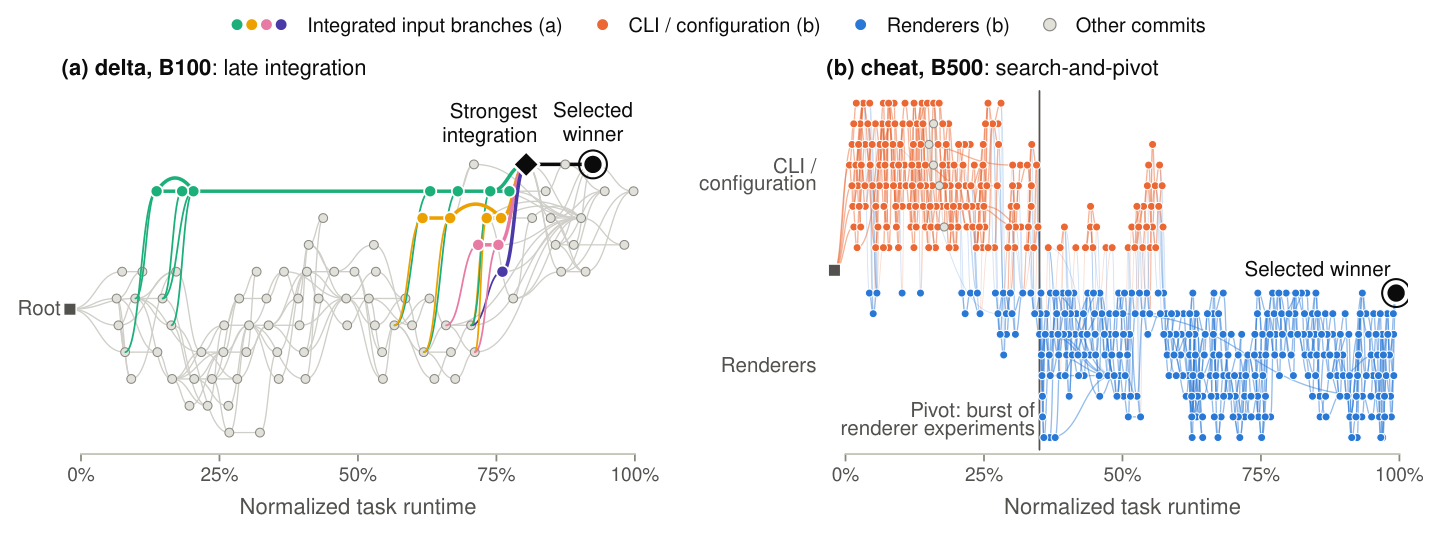 Integrated input branches (a) CLI / configuration (b) Renderers (b) Other commits
(a) delta, B100: late integration
Strongest
integration
Selected
winner
Root
0% 25% 50% 75% 100%
Normalized task runtime
(b) cheat, B500: search-and-pivot
CLI /
configuration
Selected winner
Renderers
Pivot: burst of
renderer experiments
0% 25% 50% 75% 100%
Normalized task runtime